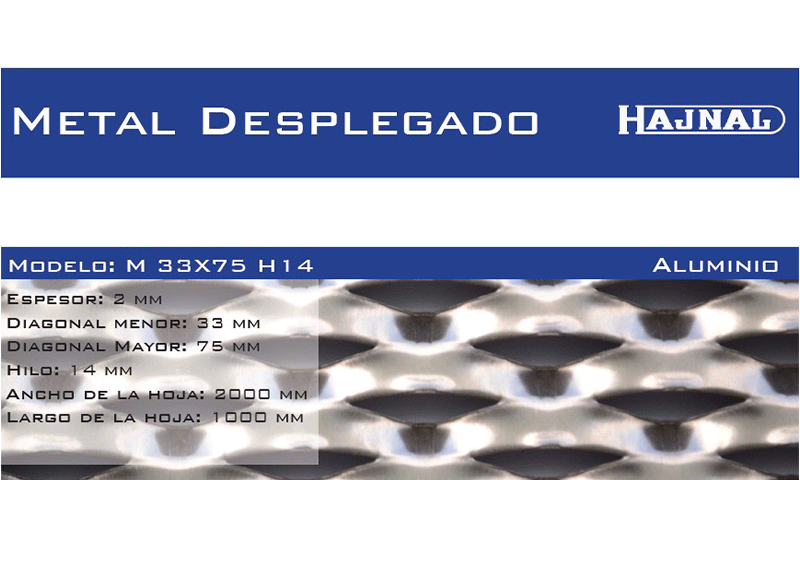 Metal Desplegado
HAJNAL
Modelo: M 33x75 H14
Aluminio
Espesor: 2 mm
Diagonal menor: 33 mm
Diagonal Mayor: 75 mm
Hilo: 14 mm
Ancho de la hoja: 2000 mm
Largo de la hoja: 1000 mm